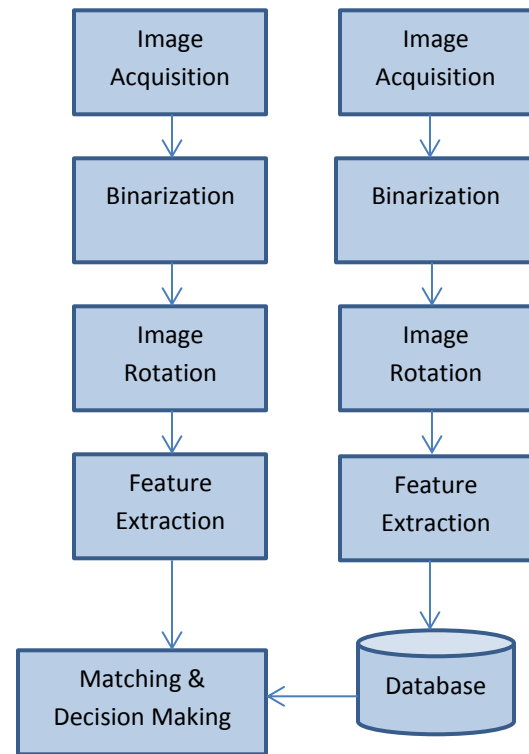 Image
Acquisition
Binarization
Image
Rotation
Feature
Extraction
Matching &
Decision Making
Image
Acquisition
Binarization
Image
Rotation
Feature
Extraction
Database